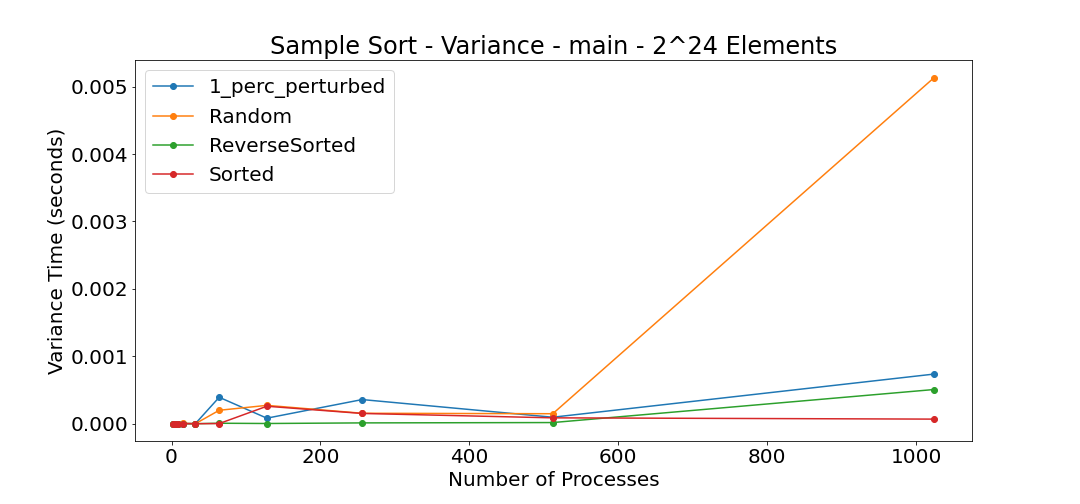 Sample Sort - Variance - main - 2^24 Elements
1_perc_perturbed
Random
ReverseSorted
Sorted
Variance Time (seconds)
0.005
0.004
0.003
0.002
0.001
0.000
0 200 400 600 800 1000
Number of Processes